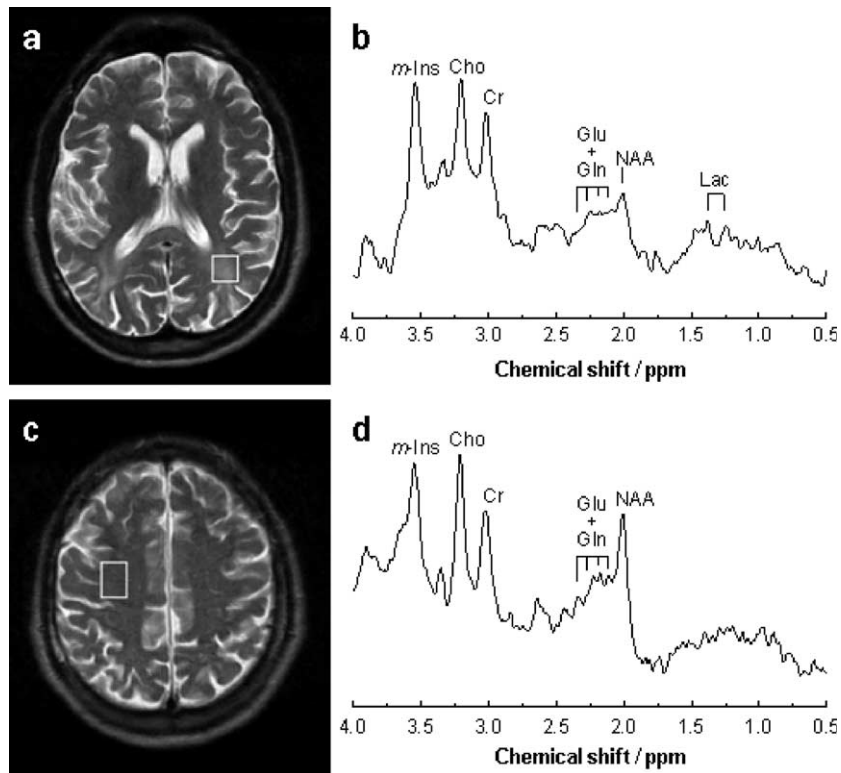 a
b
m-Ins
Cho
Cr
Glu
+
Gln
NAA
Lac
4.0 3.5 3.0 2.5 2.0 1.5 1.0 0.5
Chemical shift / ppm
c
d
m-Ins
Cho
Cr
Glu
+
Gln
NAA
4.0 3.5 3.0 2.5 2.0 1.5 1.0 0.5
Chemical shift / ppm